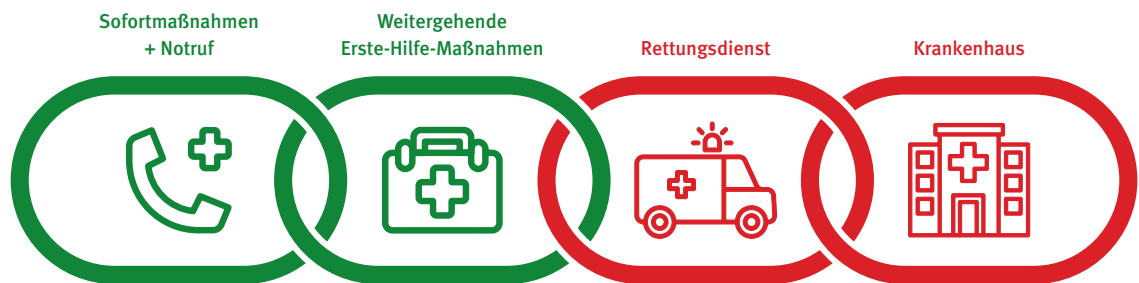 Sofortmaßnahmen
+ Notruf
Weitergehende
Erste-Hilfe-Maßnahmen
Rettungsdienst
Krankenhaus